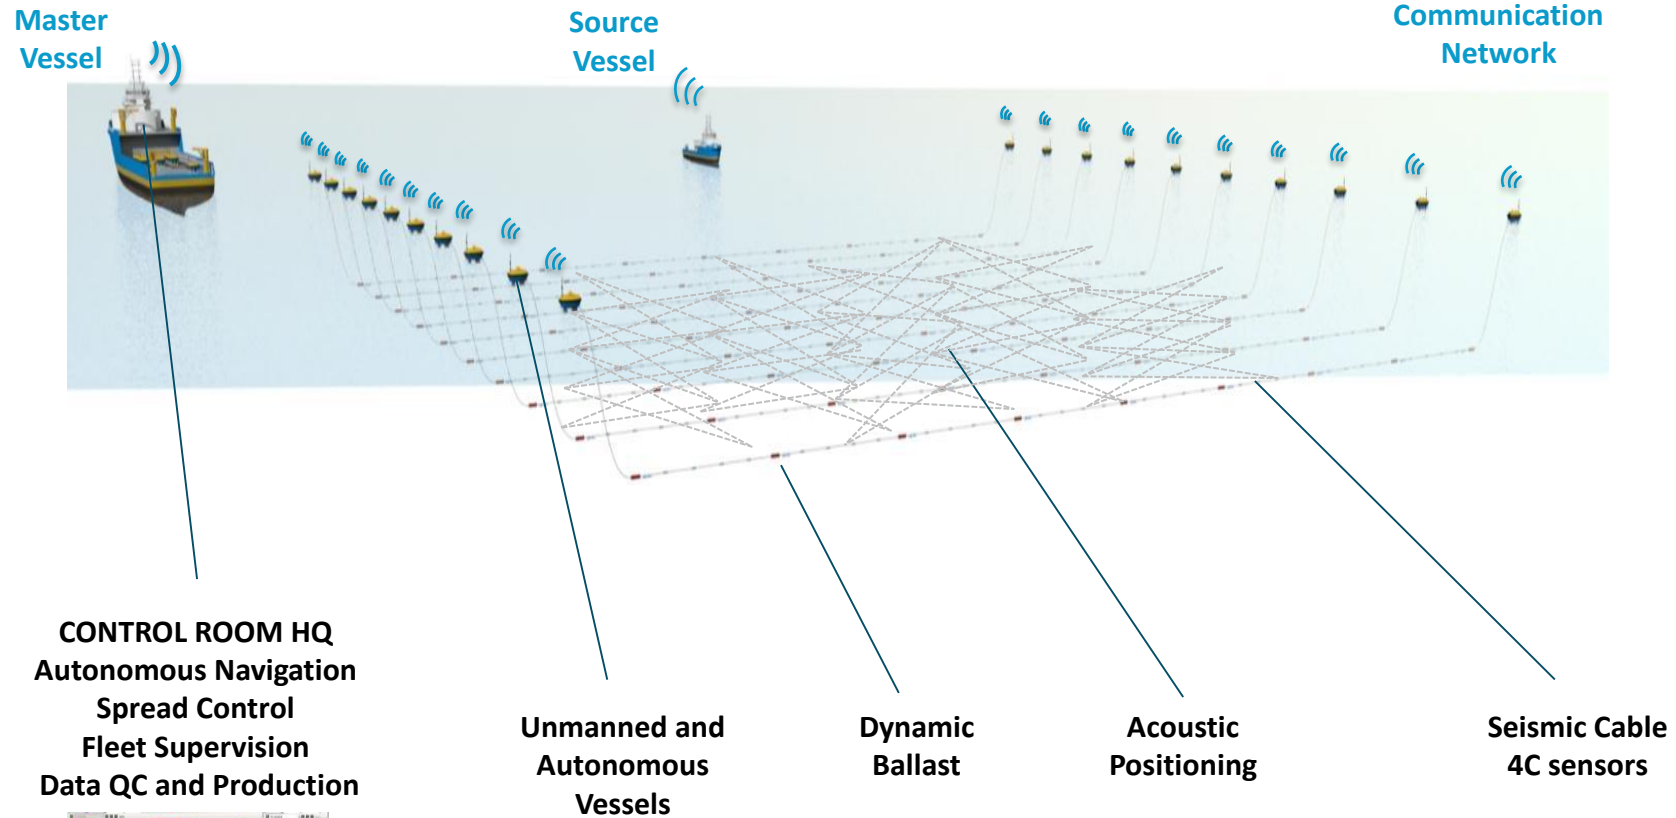 Master
Vessel
Source
Vessel
Communication
Network
CONTROL ROOM HQ
Autonomous Navigation
Spread Control
Fleet Supervision
Data QC and Production
Unmanned and
Autonomous
Vessels
Dynamic
Ballast
Acoustic
Positioning
Seismic Cable
4C sensors